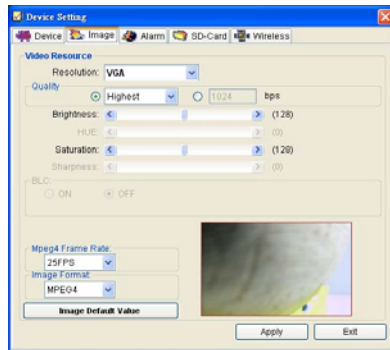 Device Setting
Device Image Alarm SD-Card Wireless
Video Resource
Resolution: VGA
Quality
Highest 1024 bps
Brightness: (128)
HUE: (0)
Saturation: (128)
Sharpness: (0)
BLC:
ON OFF
Mpeg4 Frame Rate:
25FPS
Image Format:
MPEG4
Image Default Value
Apply Exit